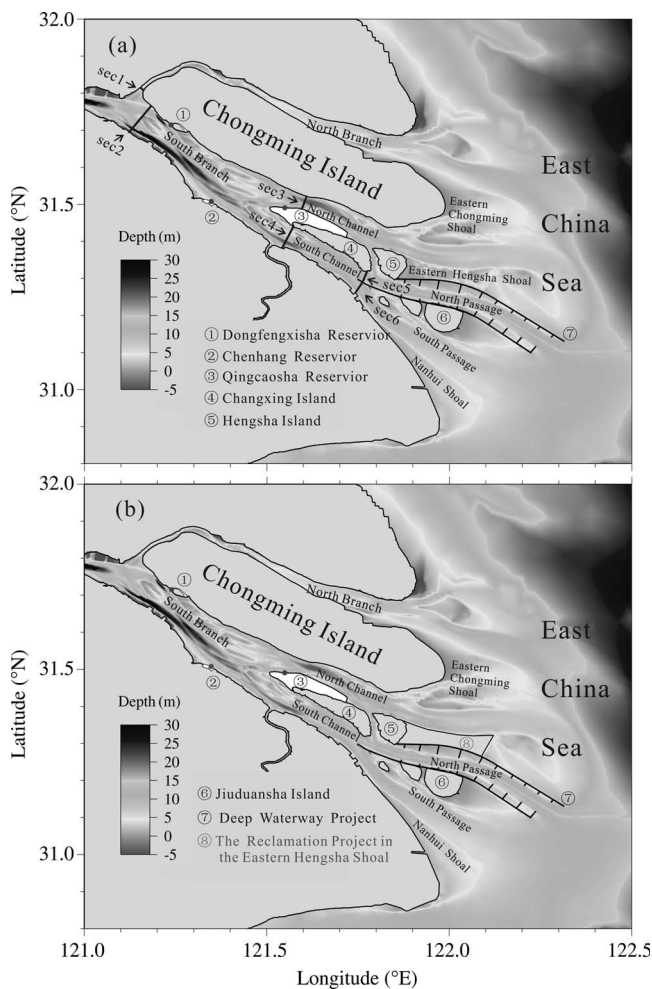 32.0
(a)
sec1
①
Chongming Island
North Branch
sec2
South Branch
East
31.5
②
sec3
③
North Channel
Eastern
Chongming
Shoal
China
sec4
South Channel
④
⑤
Eastern Hengsha Shoal
Sea
sec5
North Passage
⑥
⑦
sec6
South Passage
Nanhui Shoal
Latitude (°N)
Depth (m)
30
25
20
15
10
5
0
-5
① Dongfengxisha Reservior
② Chenhang Reservior
③ Qingcaosha Reservior
④ Changxing Island
⑤ Hengsha Island
31.0
32.0
(b)
①
Chongming Island
North Branch
South Branch
East
31.5
②
③
North Channel
Eastern
Chongming
Shoal
China
South Channel
④
⑤
⑧
Sea
North Passage
⑥
⑦
South Passage
Nanhui Shoal
Latitude (°N)
Depth (m)
30
25
20
15
10
5
0
-5
⑥ Jiuduansha Island
⑦ Deep Waterway Project
⑧ The Reclamation Project in
the Eastern Hengsha Shoal
31.0
121.0
121.5
122.0
122.5
Longitude (°E)